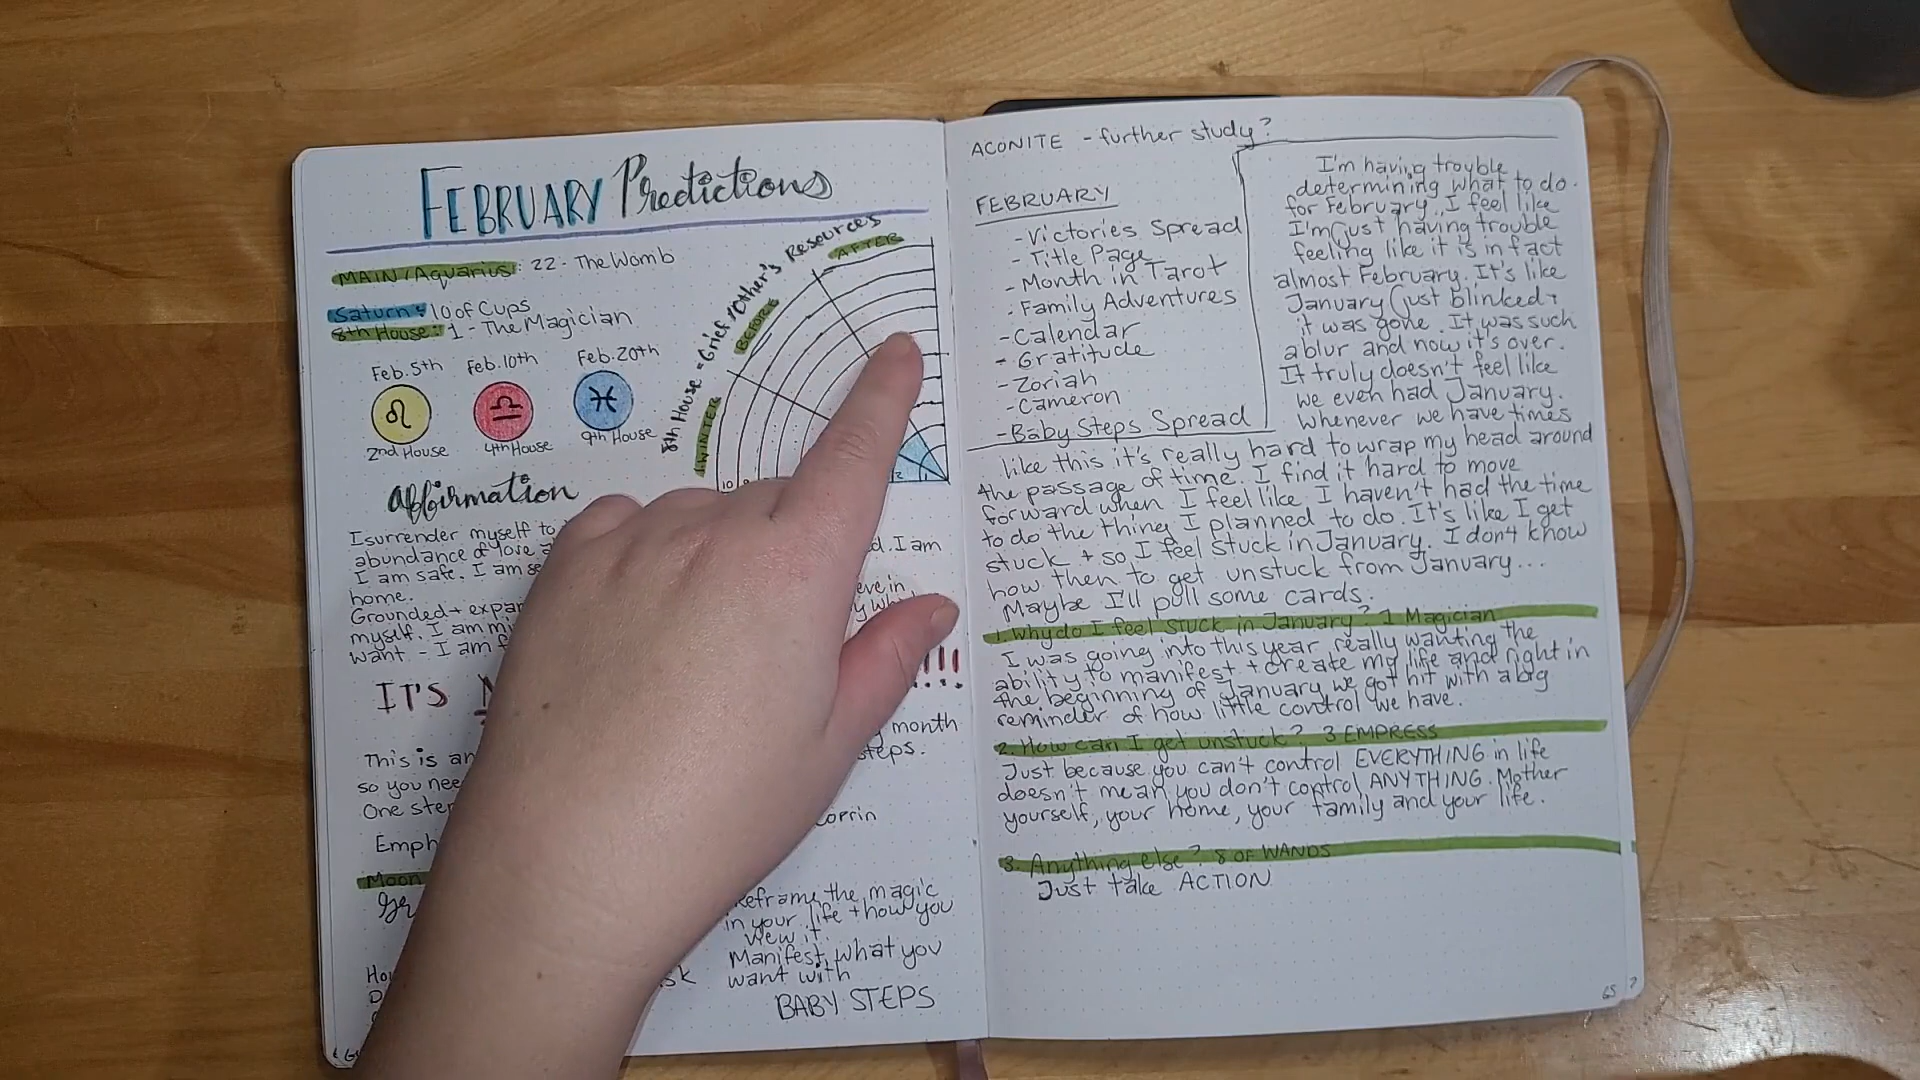 FEBRUARY Predictions
MAIN/Aquarius: 22 - The Womb
Saturn: 10 of Cups
8th House: 1 - The Magician
Feb. 5th Feb. 10th Feb. 20th
2nd House 4th House 9th House
8th House = Grief / Other's Resources
WINTER
BEFORE
AFTER
10
2 1
affirmation
I surrender myself to
abundance of love
d. I am
I am safe. I am se
home.
eve in
Grounded + expan
myself. I am my
want - I am f
IT'S
!!!
This is an
month
so you nee
steps.
One step
Emph
Moon
Reframe the magic
in your life + how you
view it.
Manifest what you
want with
BABY STEPS
ACONITE - further study?
FEBRUARY
- Victories Spread
- Title Page
- Month in Tarot
- Family Adventures
- Calendar
- Gratitude
- Zoriah
- Cameron
- Baby Steps Spread
I'm having trouble
determining what to do
for February. I feel like
I'm just having trouble
feeling like it is in fact
almost February. It's like
January just blinked +
it was gone. It was such
a blur and now it's over.
It truly doesn't feel like
we even had January.
Whenever we have times
like this it's really hard to wrap my head around
the passage of time. I find it hard to move
forward when I feel like I haven't had the time
to do the thing I planned to do. It's like I get
stuck + so I feel stuck in January. I don't know
how then to get unstuck from January...
Maybe I'll pull some cards.
1. Why do I feel stuck in January? 1 Magician
I was going into this year really wanting the
ability to manifest + create my life and right in
the beginning of January we got hit with a big
reminder of how little control we have.
2. How can I get unstuck? 3 EMPRESS
Just because you can't control EVERYTHING in life
doesn't mean you don't control ANYTHING. Mother
yourself, your home, your family and your life.
3. Anything else? 8 OF WANDS
Just take ACTION
65